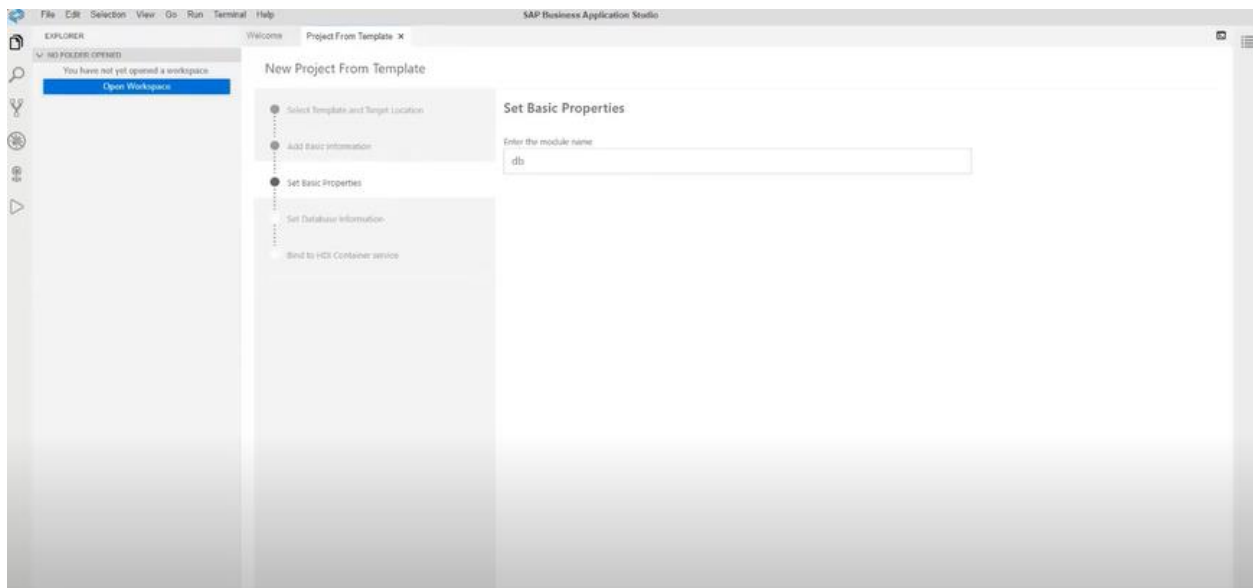 File Edit Selection View Go Run Terminal Help
SAP Business Application Studio
EXPLORER
Welcome
Project From Template ×
NO FOLDER OPENED
You have not yet opened a workspace.
Open Workspace
New Project From Template
Select Template and Target Location
Add Basic Information
Set Basic Properties
Set Database Information
Bind to HDI Container service
Set Basic Properties
Enter the module name
db